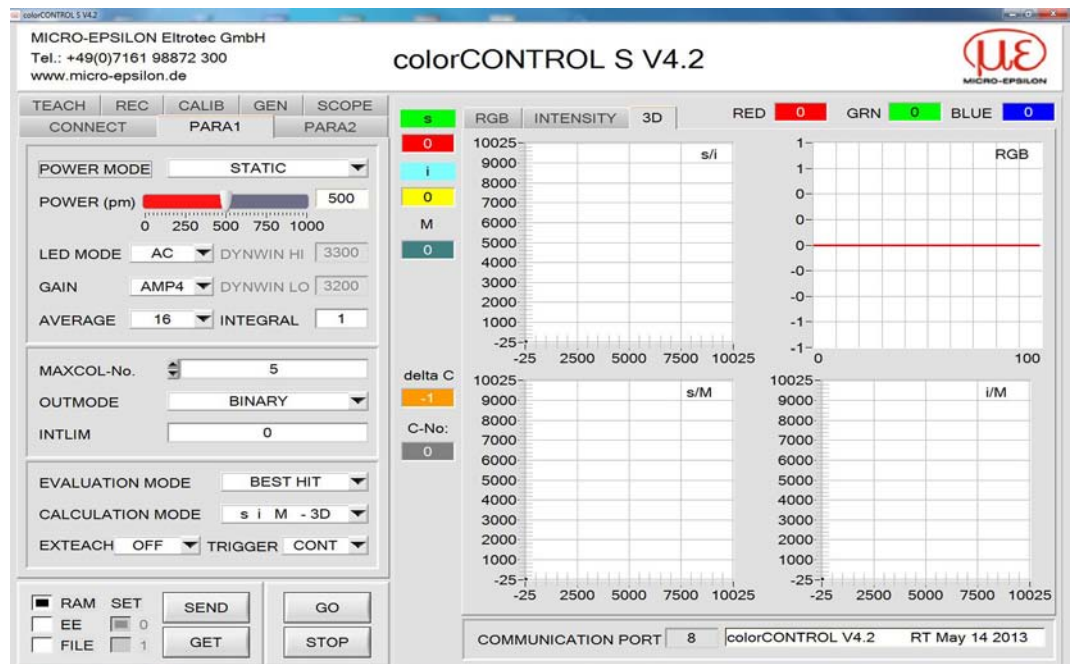 colorCONTROL S V4.2
MICRO-EPSILON Eltrotec GmbH
Tel.: +49(0)7161 98872 300
www.micro-epsilon.de
colorCONTROL S V4.2
με
MICRO-EPSILON
TEACH REC CALIB GEN SCOPE
CONNECT PARA1 PARA2
POWER MODE STATIC
POWER (pm) 500
0 250 500 750 1000
LED MODE AC DYNWIN HI 3300
GAIN AMP4 DYNWIN LO 3200
AVERAGE 16 INTEGRAL 1
MAXCOL-No. 5
OUTMODE BINARY
INTLIM 0
EVALUATION MODE BEST HIT
CALCULATION MODE s i M - 3D
EXTEACH OFF TRIGGER CONT
RAM SET
EE 0
FILE 1
SEND
GET
GO
STOP
s
0
i
0
M
0
delta C
-1
C-No:
0
RGB INTENSITY 3D
RED 0 GRN 0 BLUE 0
s/i
10025
9000
8000
7000
6000
5000
4000
3000
2000
1000
-25
-25 2500 5000 7500 10025
RGB
1
1
0
0
0
-0
-0
-1
-1
0 100
s/M
10025
9000
8000
7000
6000
5000
4000
3000
2000
1000
-25
-25 2500 5000 7500 10025
i/M
10025
9000
8000
7000
6000
5000
4000
3000
2000
1000
-25
-25 2500 5000 7500 10025
COMMUNICATION PORT 8 colorCONTROL V4.2 RT May 14 2013